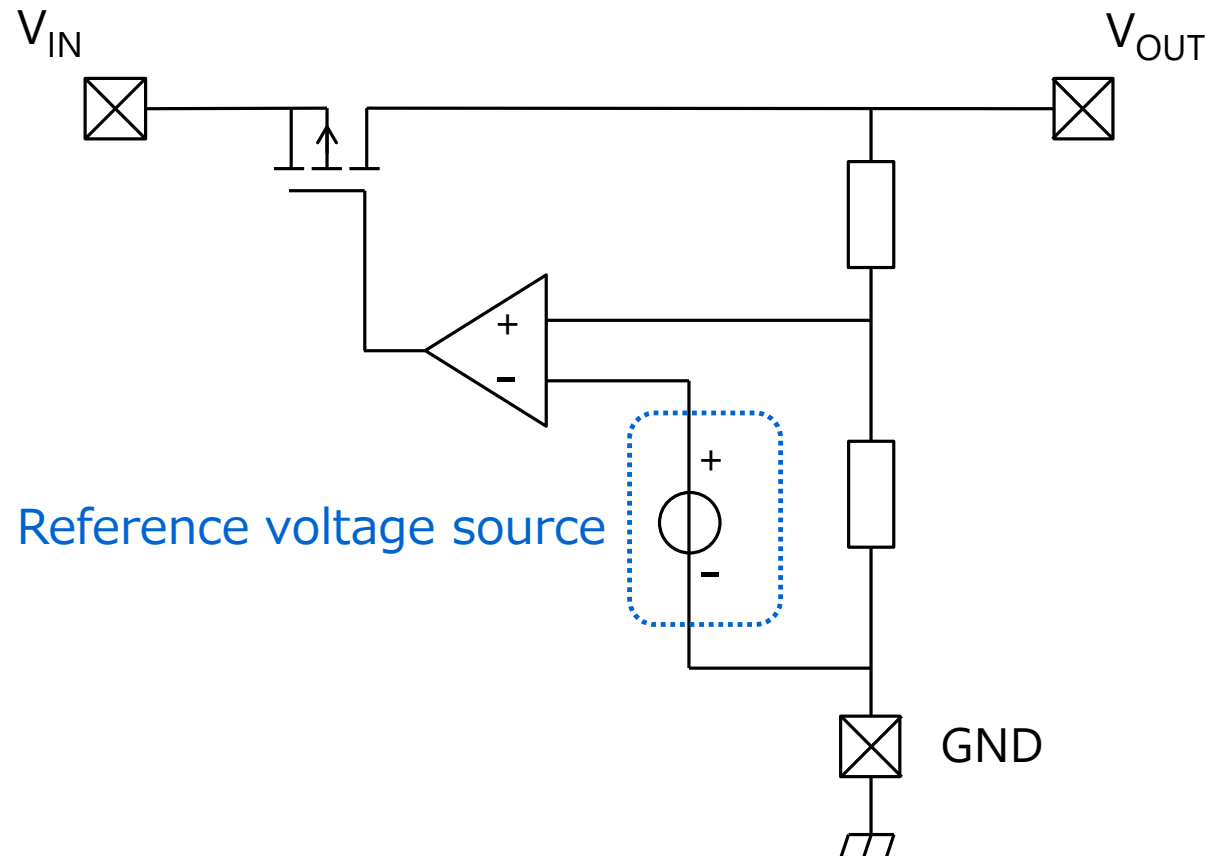 VIN
VOUT
+
-
+
Reference voltage source
-
GND